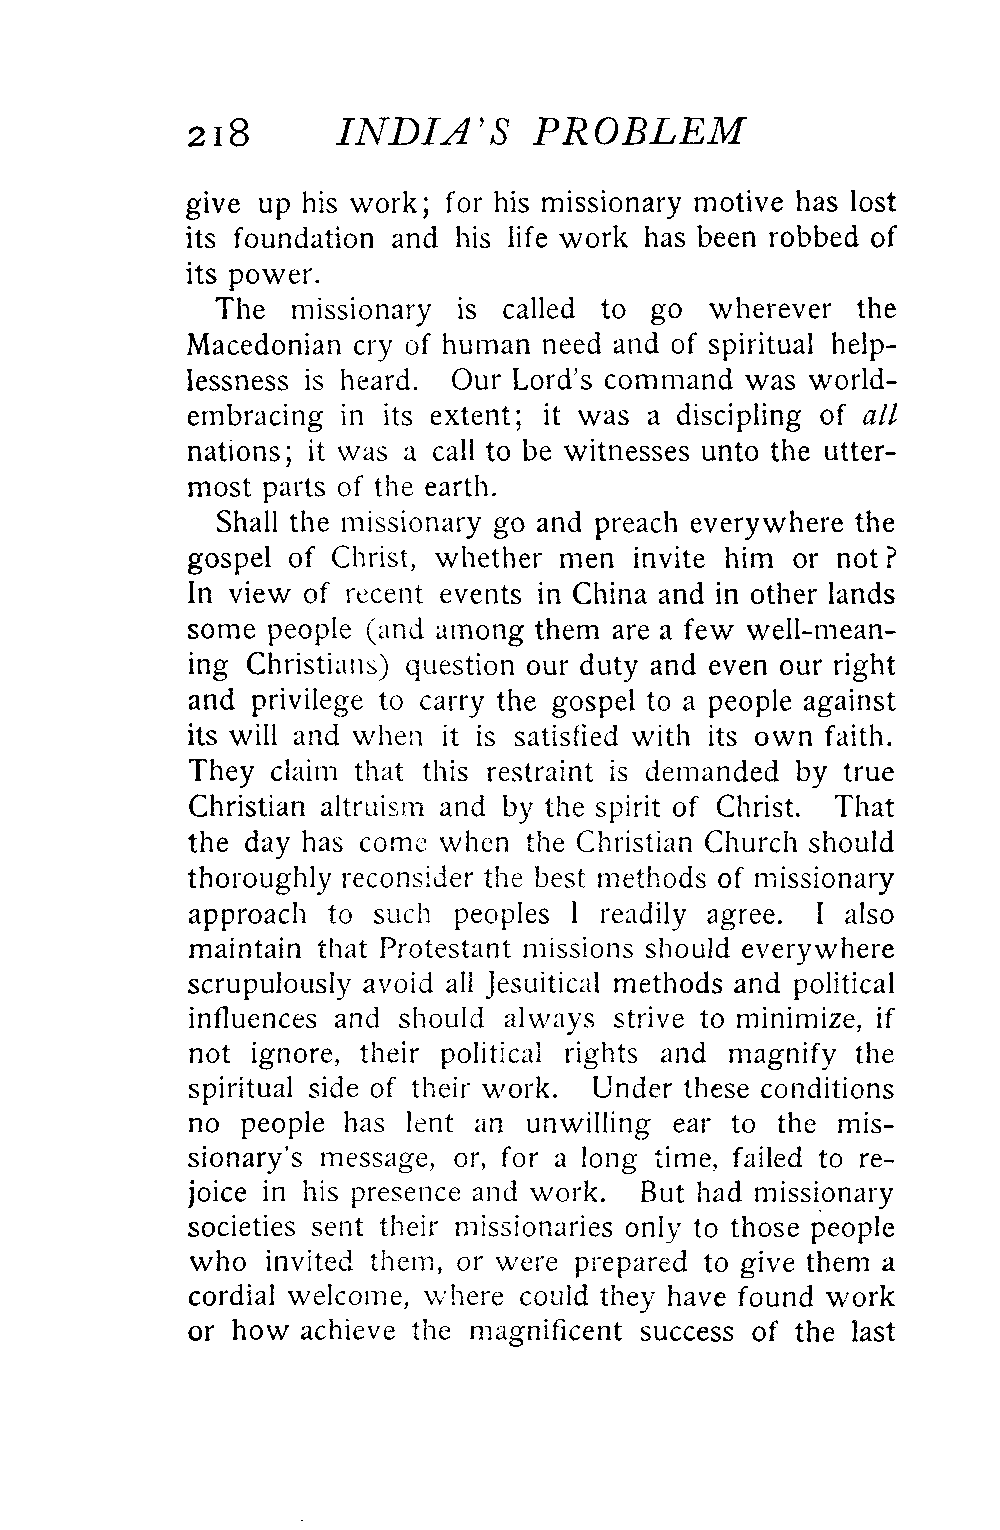 218 INDIA'S PROBLEM
give up his work; for his missionary motive has lost
its foundation and his life work has been robbed of
its power.
The missionary is called to go wherever the
Macedonian cry of human need and of spiritual help-
lessness is heard. Our Lord's command was world-
embracing in its extent; it was a discipling of all
nations; it was a call to be witnesses unto the utter-
most parts of the earth.
Shall the missionary go and preach everywhere the
gospel of Christ, whether men invite him or not?
In view of recent events in China and in other lands
some people (and among them are a few well-mean-
ing Christians) question our duty and even our right
and privilege to carry the gospel to a people against
its will and when it is satisfied with its own faith.
They claim that this restraint is demanded by true
Christian altruism and by the spirit of Christ. That
the day has come when the Christian Church should
thoroughly reconsider the best methods of missionary
approach to such peoples I readily agree. I also
maintain that Protestant missions should everywhere
scrupulously avoid all Jesuitical methods and political
influences and should always strive to minimize, if
not ignore, their political rights and magnify the
spiritual side of their work. Under these conditions
no people has lent an unwilling ear to the mis-
sionary's message, or, for a long time, failed to re-
joice in his presence and work. But had missionary
societies sent their missionaries only to those people
who invited them, or were prepared to give them a
cordial welcome, where could they have found work
or how achieve the magnificent success of the last